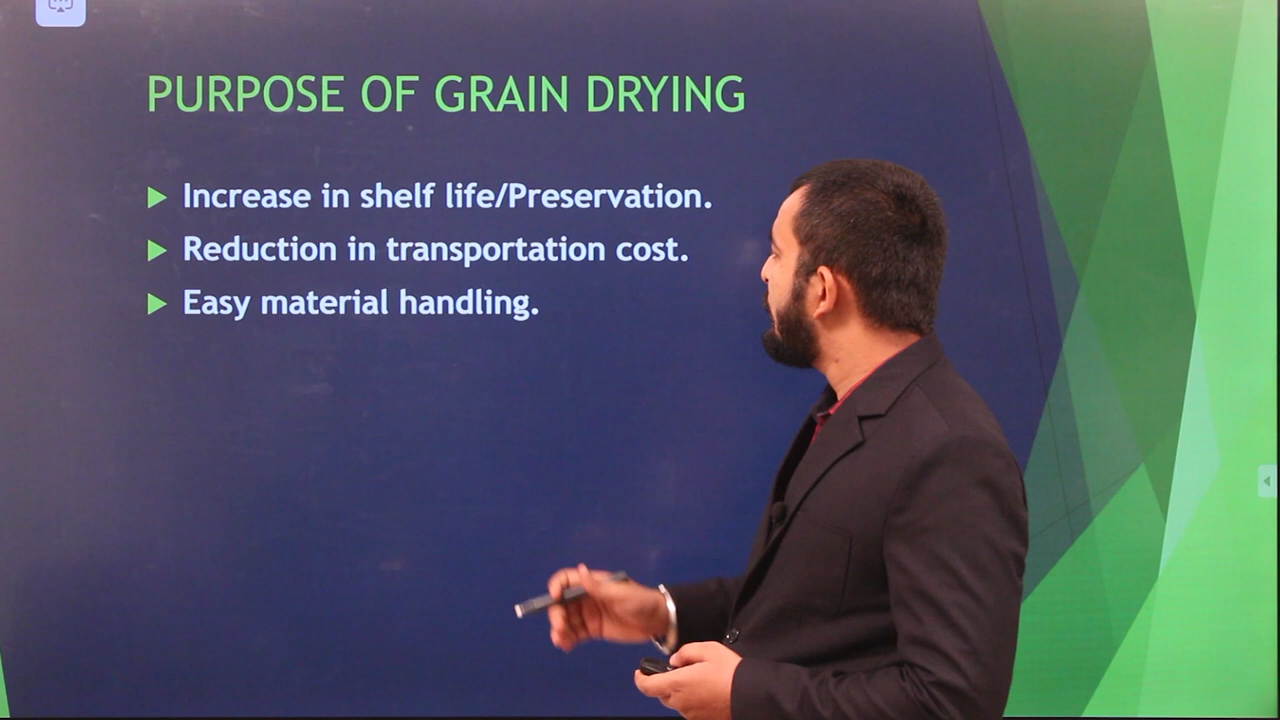 PURPOSE OF GRAIN DRYING
Increase in shelf life/Preservation.
Reduction in transportation cost.
Easy material handling.